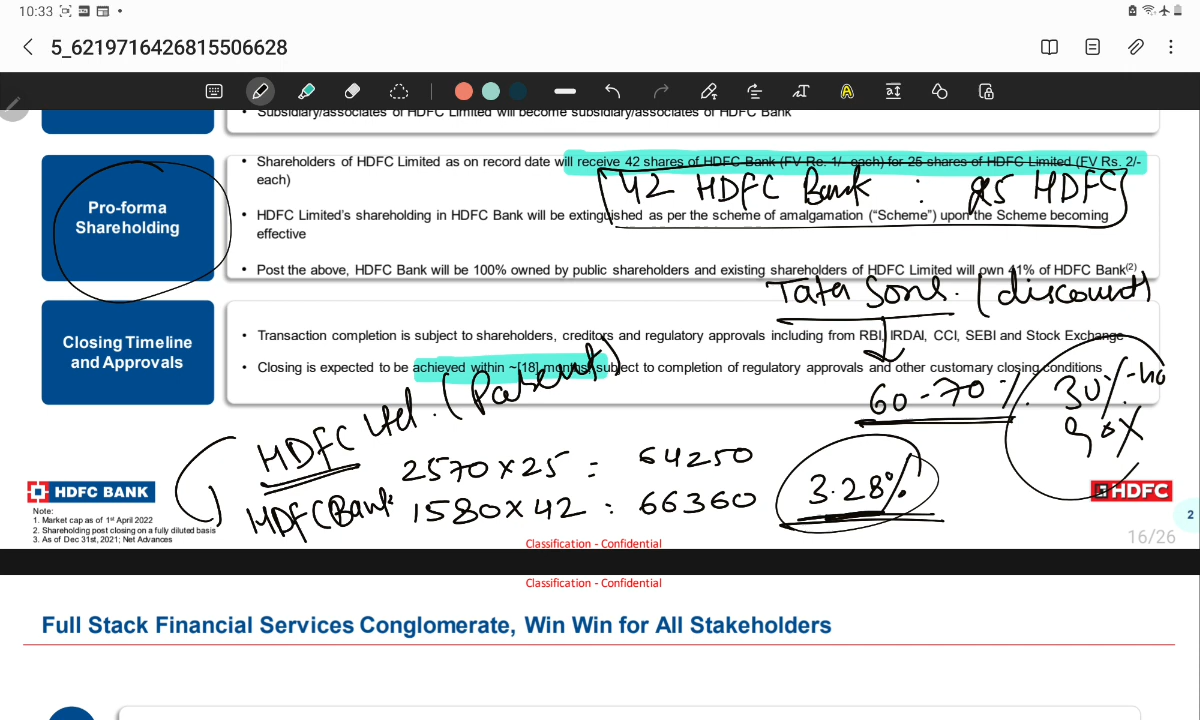 10:33
5_6219716426815506628
Subsidiary/associates of HDFC Limited will become subsidiary/associates of HDFC Bank
Pro-forma
Shareholding
• Shareholders of HDFC Limited as on record date will receive 42 shares of HDFC Bank (FV Re. 1/- each) for 25 shares of HDFC Limited (FV Rs. 2/-
each)
42 HDFC Bank : 25 HDFC
• HDFC Limited's shareholding in HDFC Bank will be extinguished as per the scheme of amalgamation ("Scheme") upon the Scheme becoming
effective
• Post the above, HDFC Bank will be 100% owned by public shareholders and existing shareholders of HDFC Limited will own 41% of HDFC Bank(2)
Tata Sons. (discount)
Closing Timeline
and Approvals
• Transaction completion is subject to shareholders, creditors and regulatory approvals including from RBI, IRDAI, CCI, SEBI and Stock Exchange
• Closing is expected to be achieved within ~[18] months, subject to completion of regulatory approvals and other customary closing conditions
60-70%.
30%-40
HDFC Ltd. (Parent)
2570×25 = 64250
HDFC Bank 1580×42 : 66360
3.28%
HDFC BANK
HDFC
Note:
1. Market cap as of 1st April 2022
2. Shareholding post closing on a fully diluted basis
3. As of Dec 31st, 2021; Net Advances
2
16/26
Classification - Confidential
Classification - Confidential
Full Stack Financial Services Conglomerate, Win Win for All Stakeholders